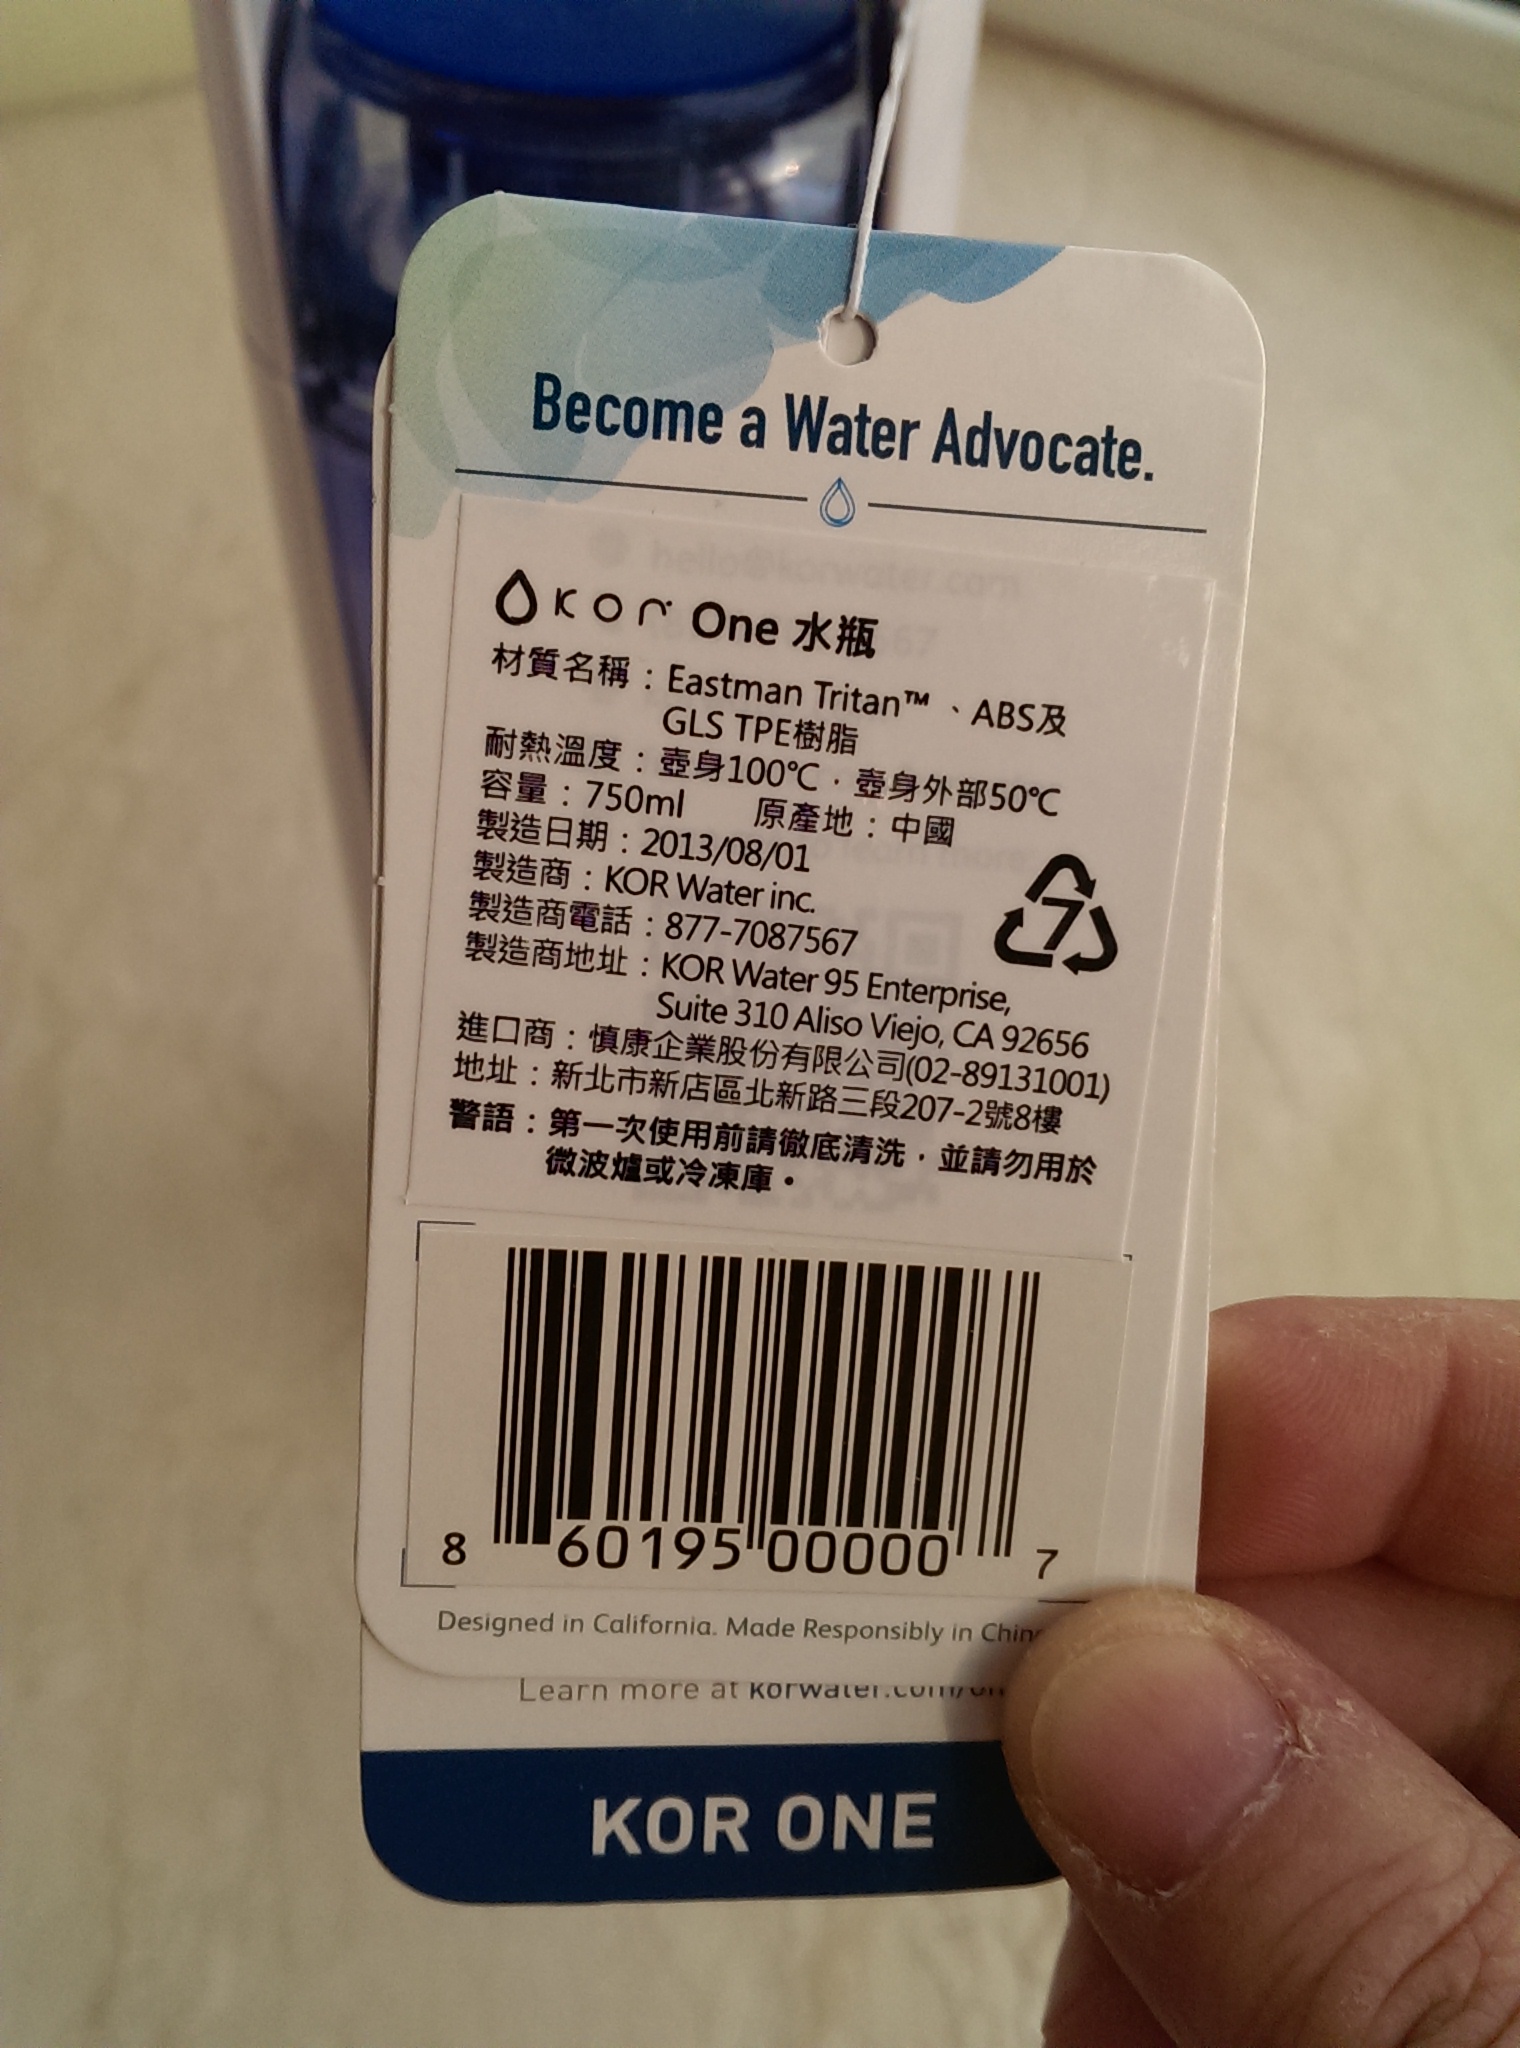 Become a Water Advocate.
kor One 水瓶
材質名稱：Eastman Tritan™、ABS及
GLS TPE樹脂
耐熱溫度：壺身100℃，壺身外部50℃
容量：750ml 原產地：中國
製造日期：2013/08/01
製造商：KOR Water inc.
製造商電話：877-7087567
製造商地址：KOR Water 95 Enterprise,
Suite 310 Aliso Viejo, CA 92656
進口商：慎康企業股份有限公司(02-89131001)
地址：新北市新店區北新路三段207-2號8樓
警語：第一次使用前請徹底清洗，並請勿用於
微波爐或冷凍庫。
7
8 60195 00000 7
Designed in California. Made Responsibly in
Learn more at
KOR ONE